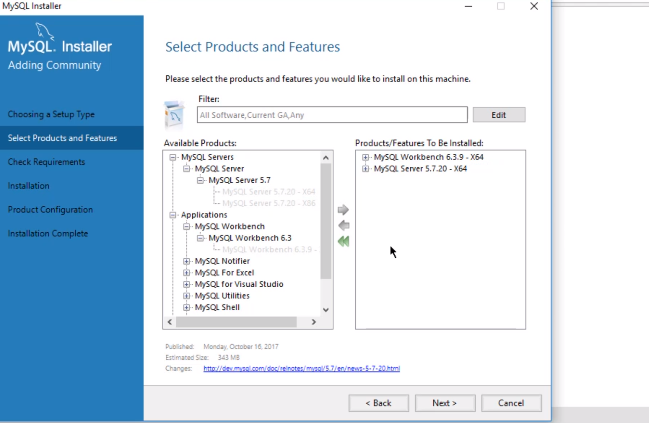 MySQL Installer
MySQL. Installer
Adding Community
Choosing a Setup Type
Select Products and Features
Check Requirements
Installation
Product Configuration
Installation Complete
Select Products and Features
Please select the products and features you would like to install on this machine.
Filter:
All Software,Current GA,Any
Edit
Available Products:
MySQL Servers
MySQL Server
MySQL Server 5.7
MySQL Server 5.7.20 - X64
MySQL Server 5.7.20 - X86
Applications
MySQL Workbench
MySQL Workbench 6.3
MySQL Workbench 6.3.9 -
MySQL Notifier
MySQL For Excel
MySQL for Visual Studio
MySQL Utilities
MySQL Shell
Products/Features To Be Installed:
MySQL Workbench 6.3.9 - X64
MySQL Server 5.7.20 - X64
Published: Monday, October 16, 2017
Estimated Size: 343 MB
Changes: http://dev.mysql.com/doc/relnotes/mysql/5.7/en/news-5-7-20.html
< Back
Next >
Cancel